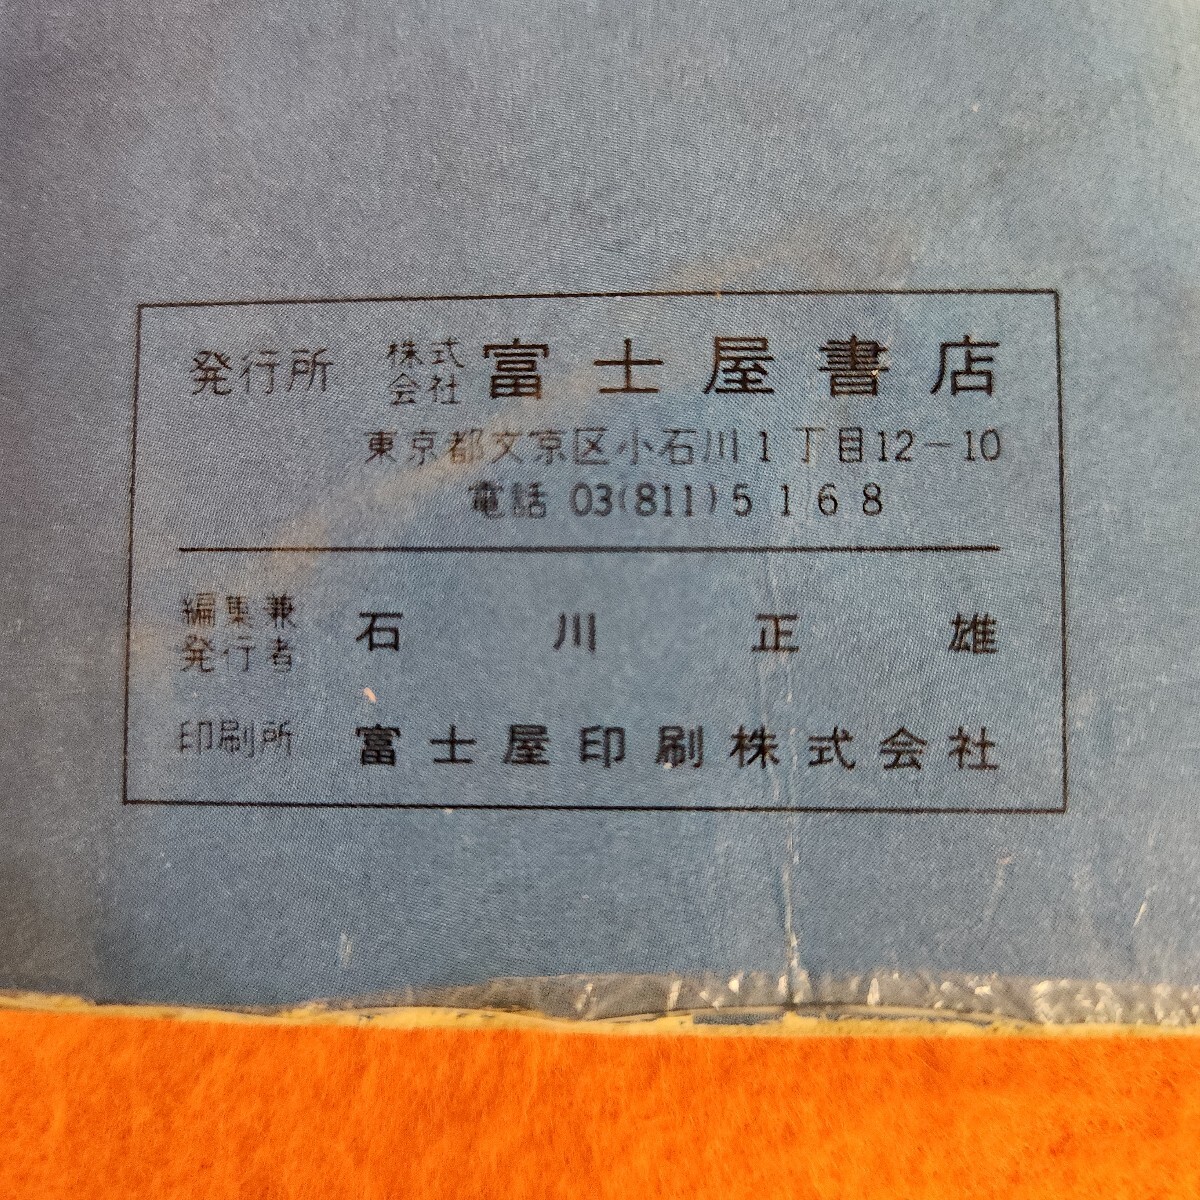 発行所 株式会社 富士屋書店
東京都文京区小石川1丁目12-10
電話 03(811)5168
編集兼発行者 石川正雄
印刷所 富士屋印刷株式会社